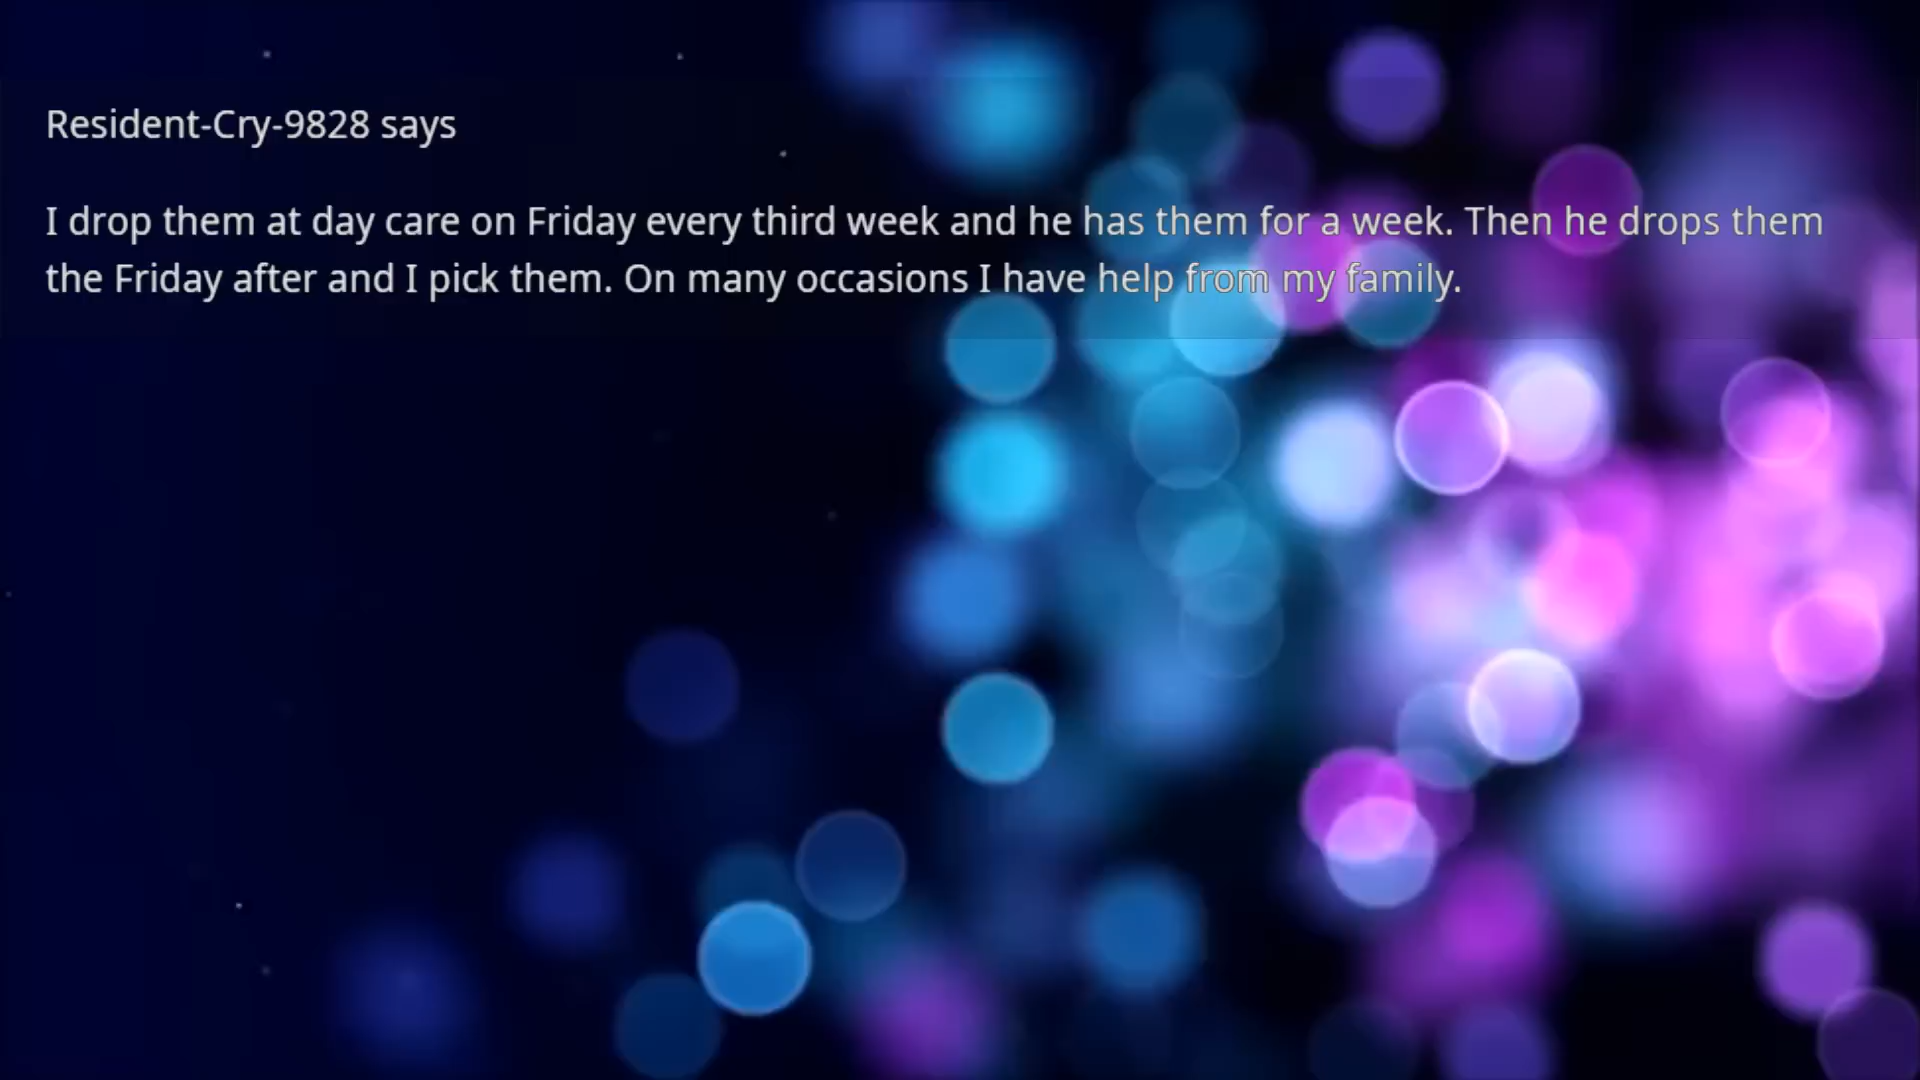 Resident-Cry-9828 says
I drop them at day care on Friday every third week and he has them for a week. Then he drops them
the Friday after and I pick them. On many occasions I have help from my family.